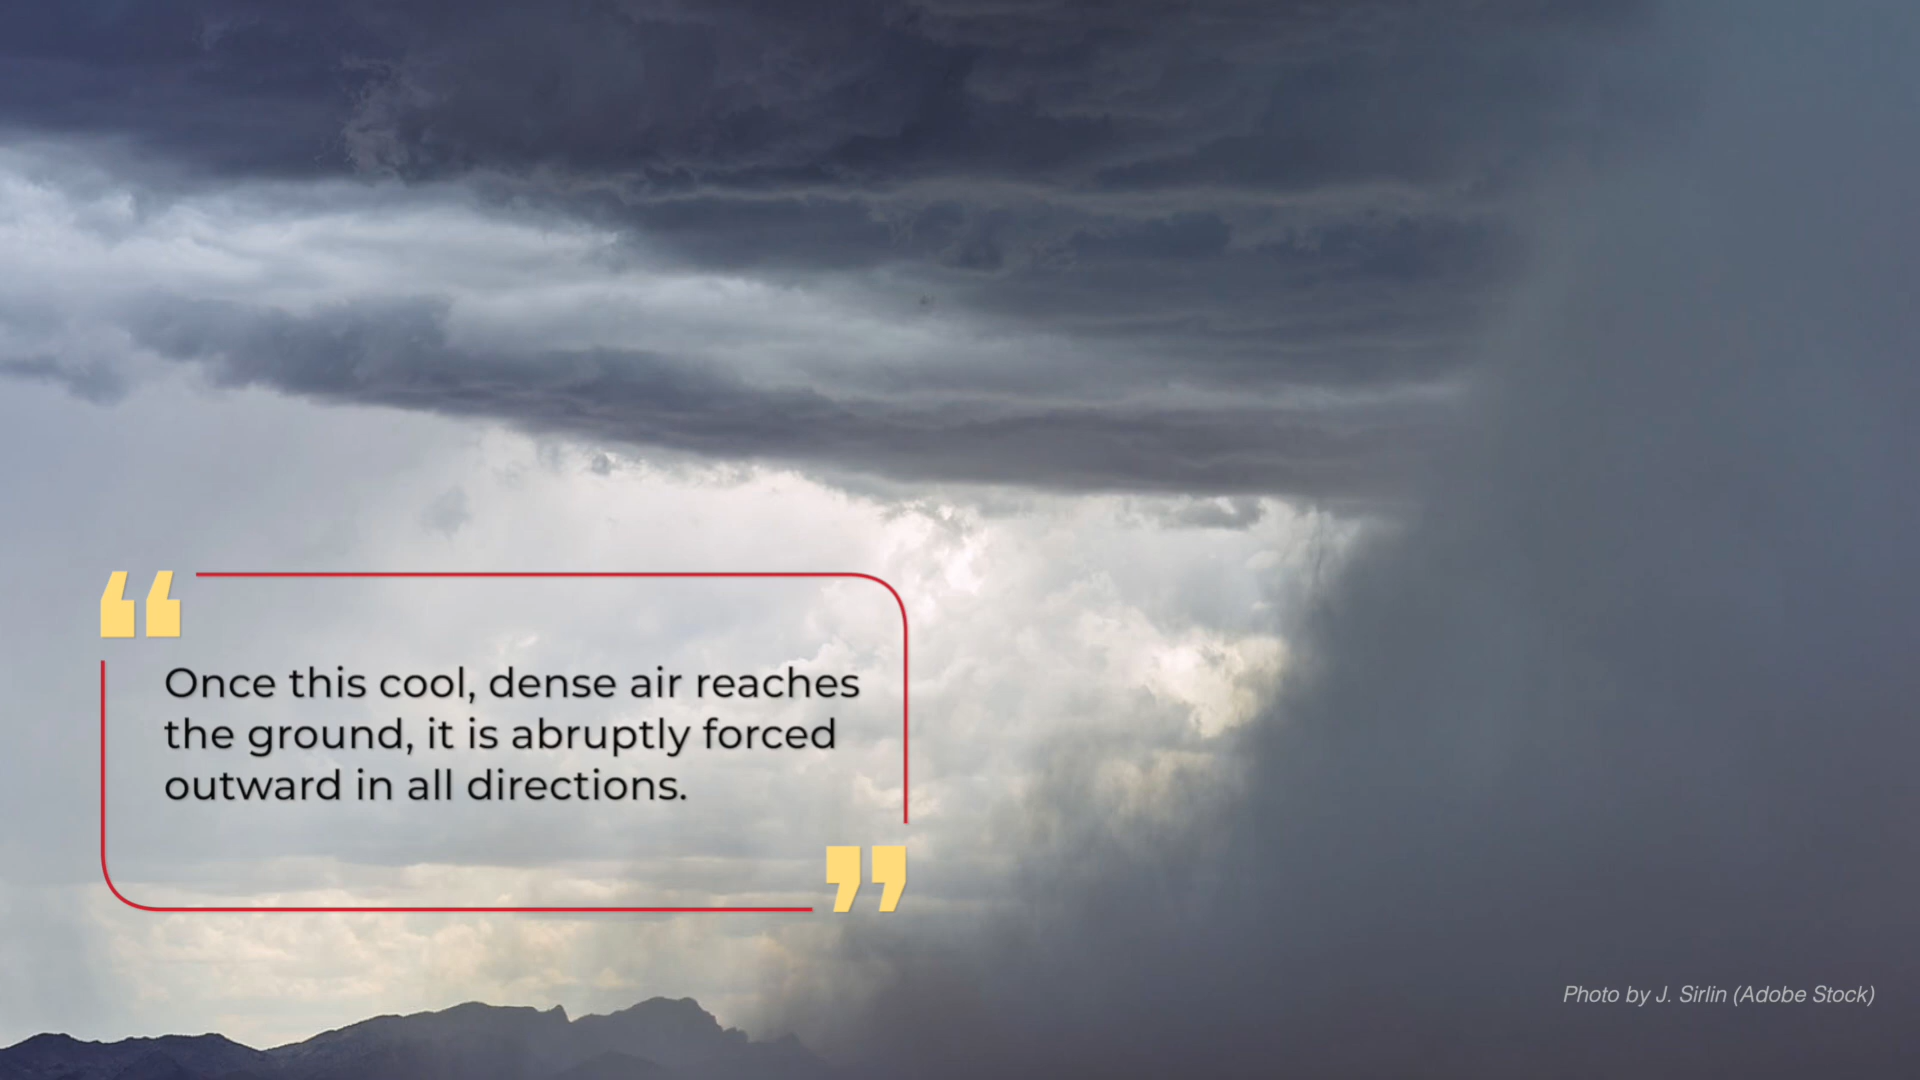 “
Once this cool, dense air reaches
the ground, it is abruptly forced
outward in all directions.
”
Photo by J. Sirlin (Adobe Stock)